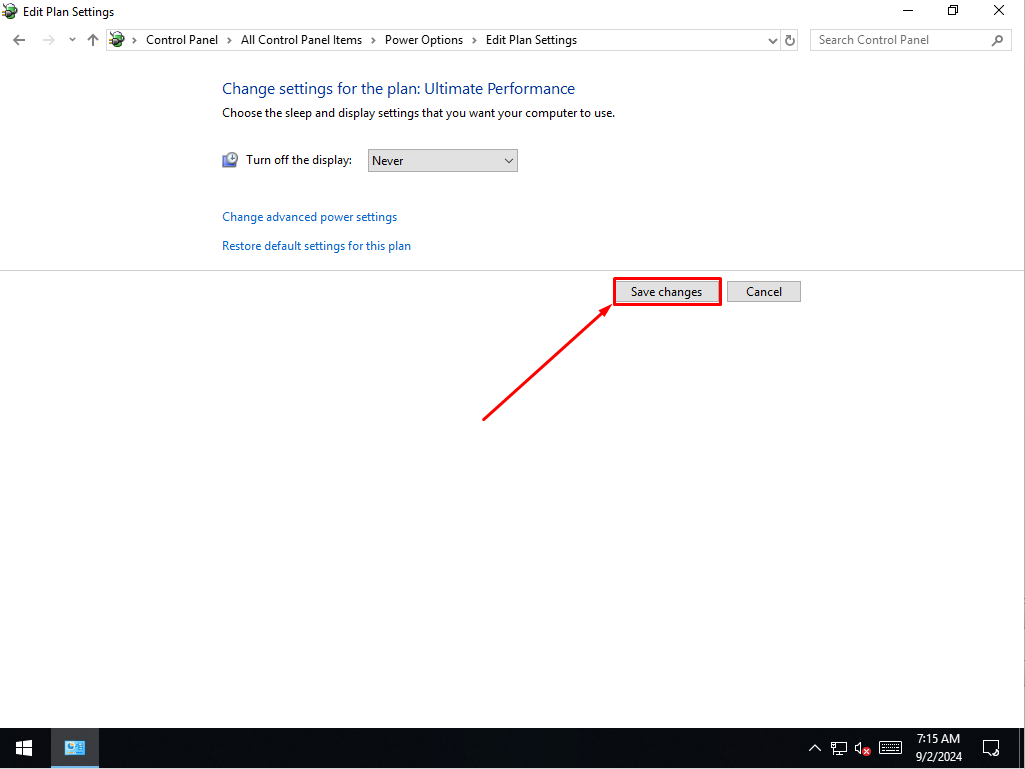 Edit Plan Settings
Control Panel > All Control Panel Items > Power Options > Edit Plan Settings
Search Control Panel
Change settings for the plan: Ultimate Performance
Choose the sleep and display settings that you want your computer to use.
Turn off the display:
Never
Change advanced power settings
Restore default settings for this plan
Save changes
Cancel
7:15 AM
9/2/2024